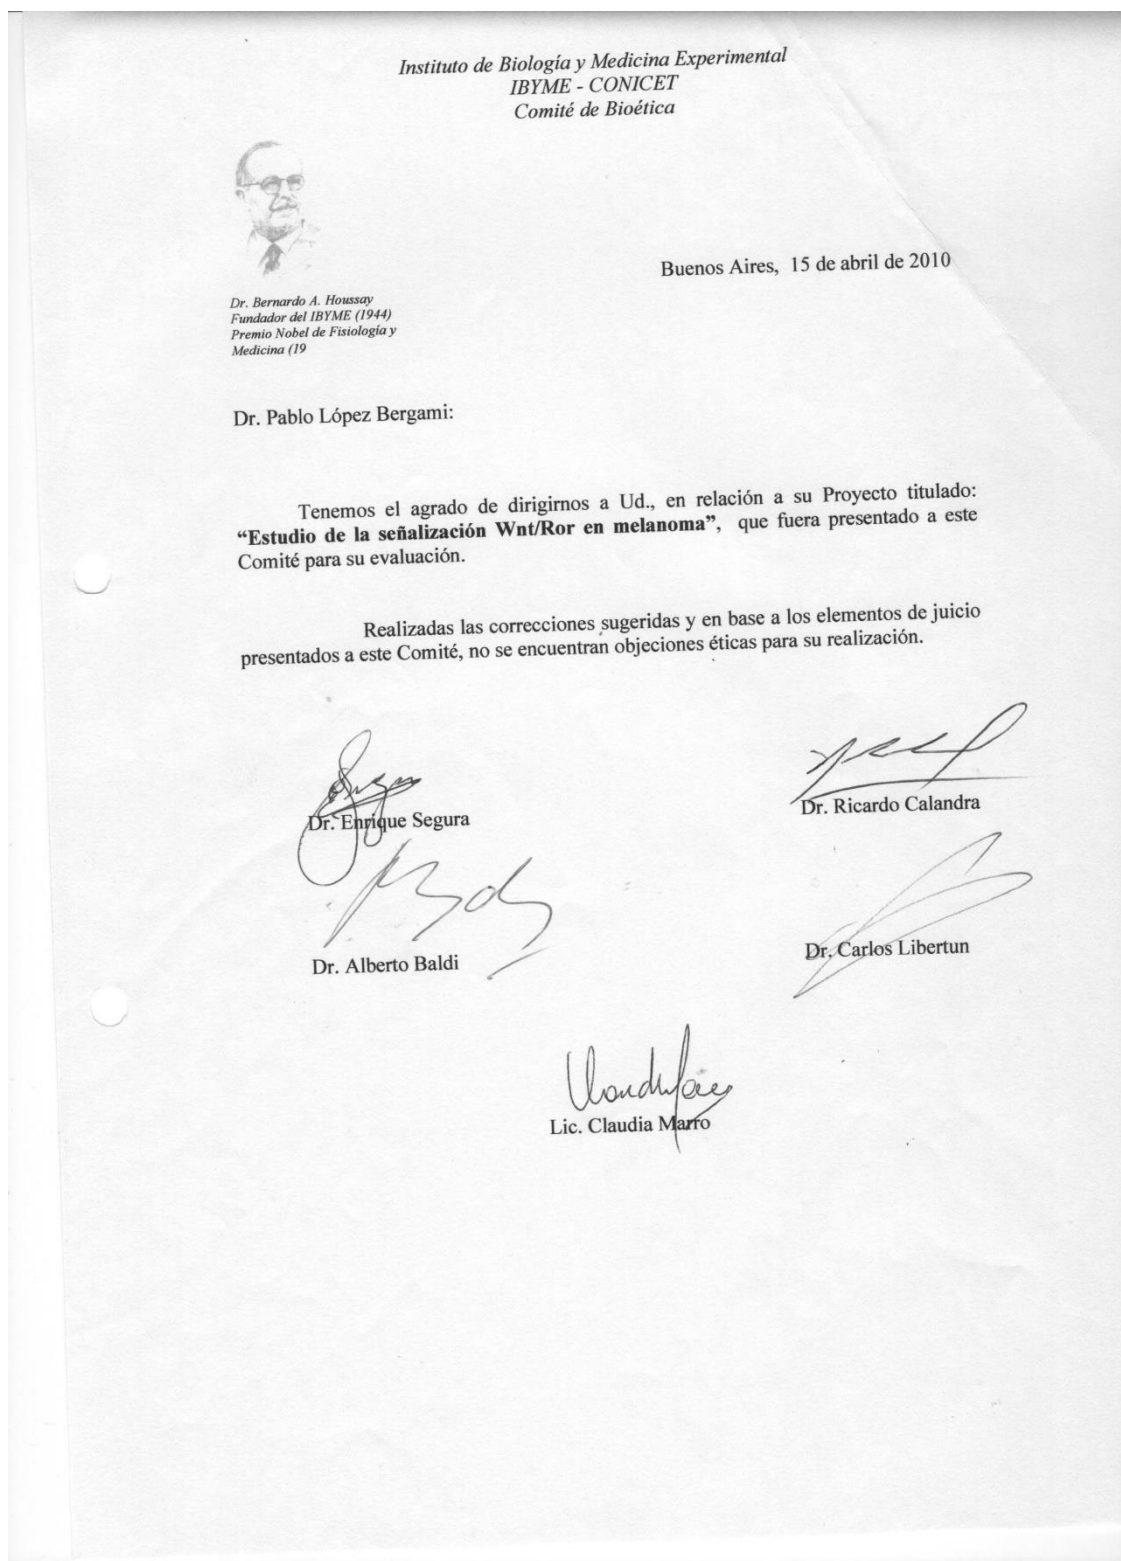 Instituto de Biología y Medicina Experimental
IBYME - CONICET
Comité de Bioética
Buenos Aires, 15 de abril de 2010
Dr. Bernardo A. Houssay
Fundador del IBYME (1944)
Premio Nobel de Fisiología y
Medicina (19
Dr. Pablo López Bergami:
Tenemos el agrado de dirigirnos a Ud., en relación a su Proyecto titulado:
“Estudio de la señalización Wnt/Ror en melanoma”, que fuera presentado a este
Comité para su evaluación.
Realizadas las correcciones sugeridas y en base a los elementos de juicio
presentados a este Comité, no se encuentran objeciones éticas para su realización.
Dr. Enrique Segura
Dr. Ricardo Calandra
Dr. Alberto Baldi
Dr. Carlos Libertun
Lic. Claudia Marro